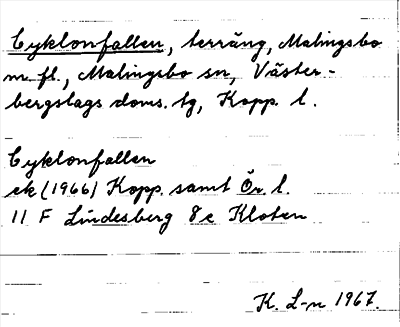 Cyklonfallen, terräng, Malingsbo
m. fl., Malingsbo sn, Väster-
bergslags doms. tg, Kopp. l.
Cyklonfallen
ek (1966) Kopp. samt Ör. l.
11 F Lindesberg 8 c Kloten
K. L-n 1967.